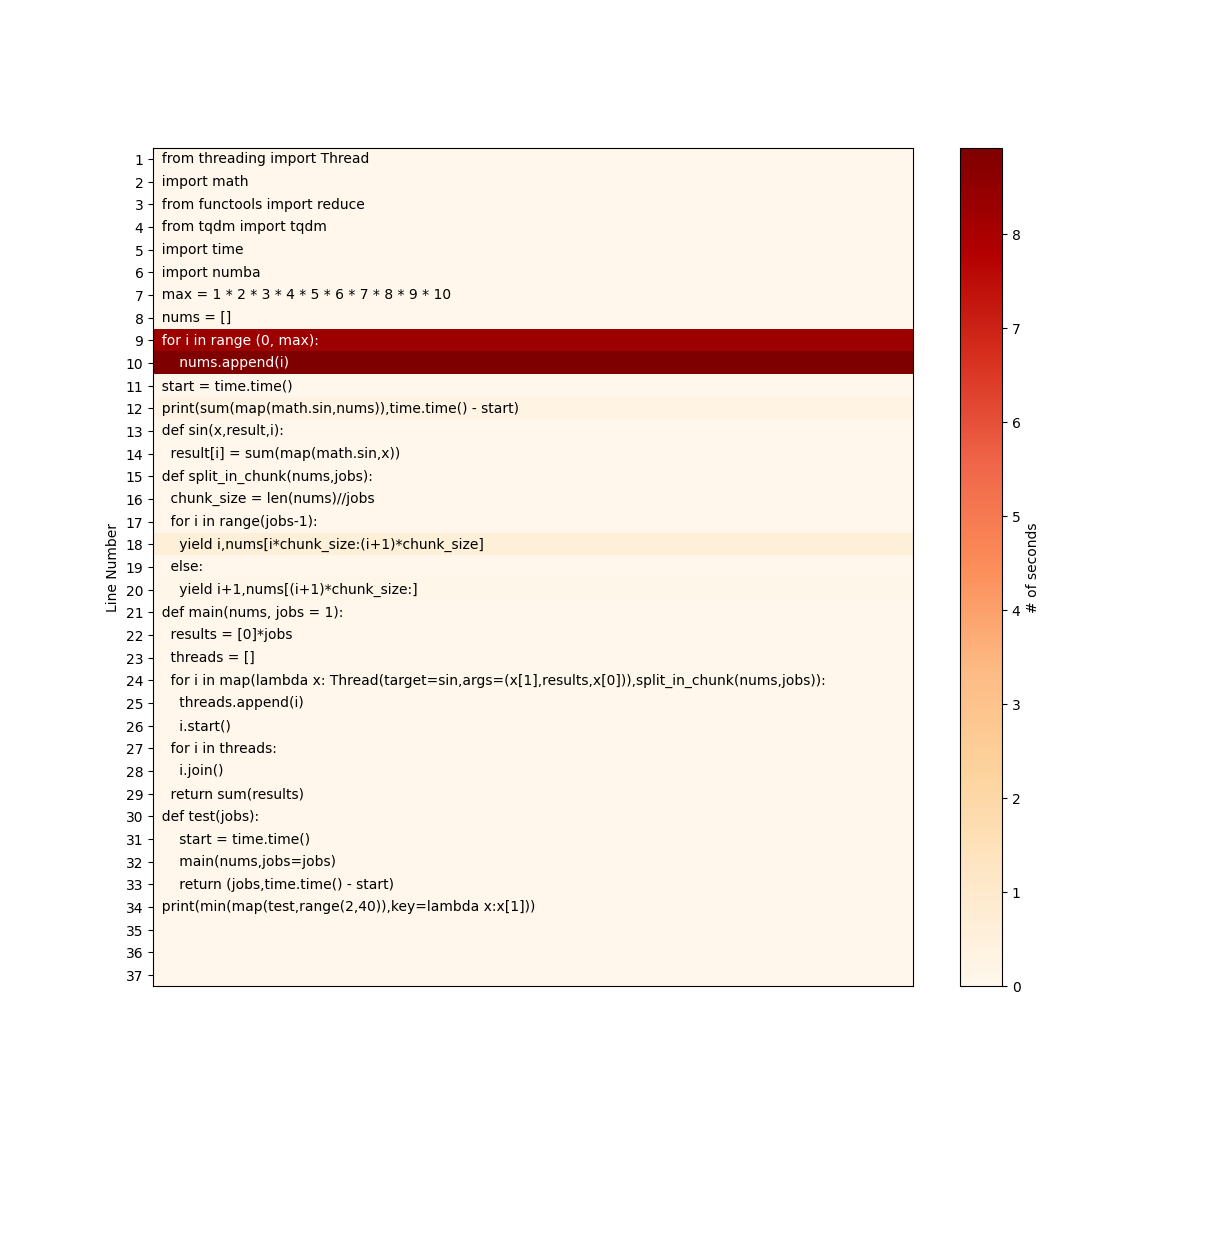 1 from threading import Thread
2 import math
3 from functools import reduce
4 from tqdm import tqdm
5 import time
6 import numba
7 max = 1 * 2 * 3 * 4 * 5 * 6 * 7 * 8 * 9 * 10
8 nums = []
9 for i in range (0, max):
10     nums.append(i)
11 start = time.time()
12 print(sum(map(math.sin,nums)),time.time() - start)
13 def sin(x,result,i):
14   result[i] = sum(map(math.sin,x))
15 def split_in_chunk(nums,jobs):
16   chunk_size = len(nums)//jobs
17   for i in range(jobs-1):
18     yield i,nums[i*chunk_size:(i+1)*chunk_size]
19   else:
20     yield i+1,nums[(i+1)*chunk_size:]
21 def main(nums, jobs = 1):
22   results = [0]*jobs
23   threads = []
24   for i in map(lambda x: Thread(target=sin,args=(x[1],results,x[0])),split_in_chunk(nums,jobs)):
25     threads.append(i)
26     i.start()
27   for i in threads:
28     i.join()
29   return sum(results)
30 def test(jobs):
31     start = time.time()
32     main(nums,jobs=jobs)
33     return (jobs,time.time() - start)
34 print(min(map(test,range(2,40)),key=lambda x:x[1]))
35
36
37
Line Number
8
7
6
5
4
3
2
1
0
# of seconds